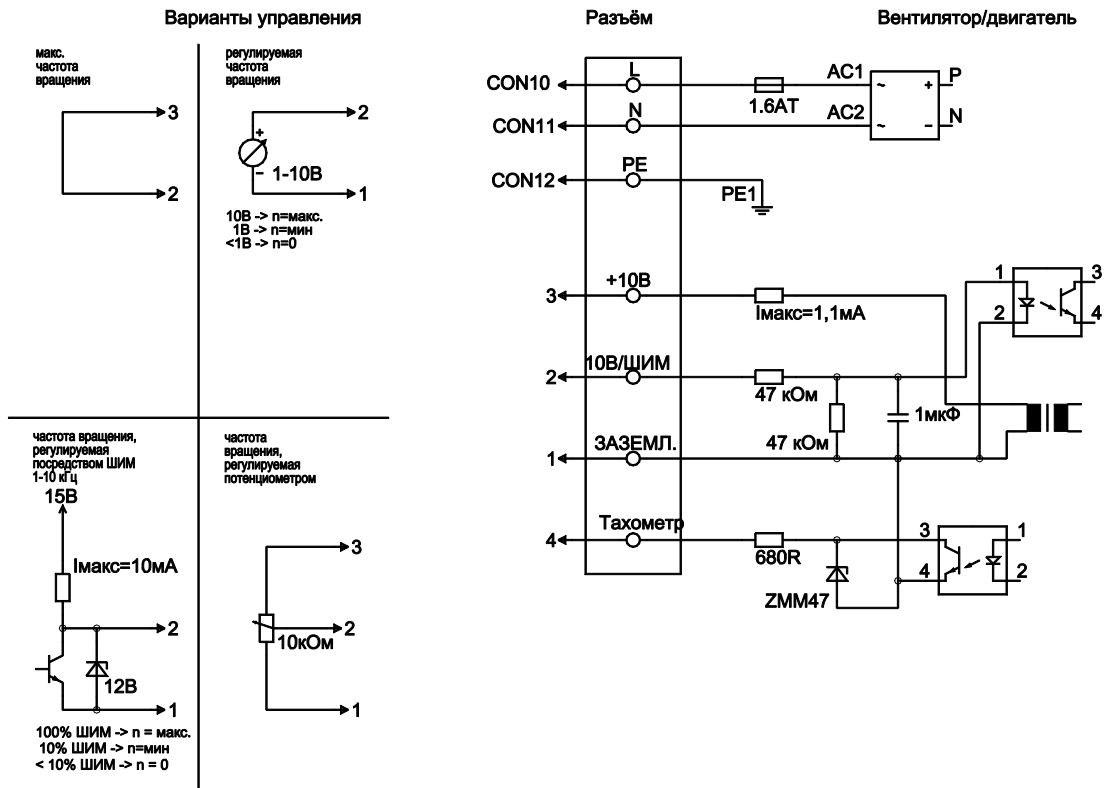 Варианты управления
Разъём
Вентилятор/двигатель
макс.
частота
вращения
3
2
регулируемая
частота
вращения
2
+
1-10В
−
1
10В -> n=макс.
1В -> n=мин
<1В -> n=0
частота вращения,
регулируемая
посредством ШИМ
1-10 кГц
15В
Iмакс=10мА
2
12В
1
100% ШИМ -> n = макс.
10% ШИМ -> n=мин
< 10% ШИМ -> n = 0
частота
вращения,
регулируемая
потенциометром
3
2
10кОм
1
CON10
L
1.6АТ
AC1
~
+
P
CON11
N
AC2
~
−
N
CON12
PE
PE1
3
+10В
Iмакс=1,1мА
1
2
3
4
2
10В/ШИМ
47 кОм
47 кОм
1мкФ
1
ЗАЗЕМЛ.
4
Тахометр
680R
ZMM47
3
4
1
2